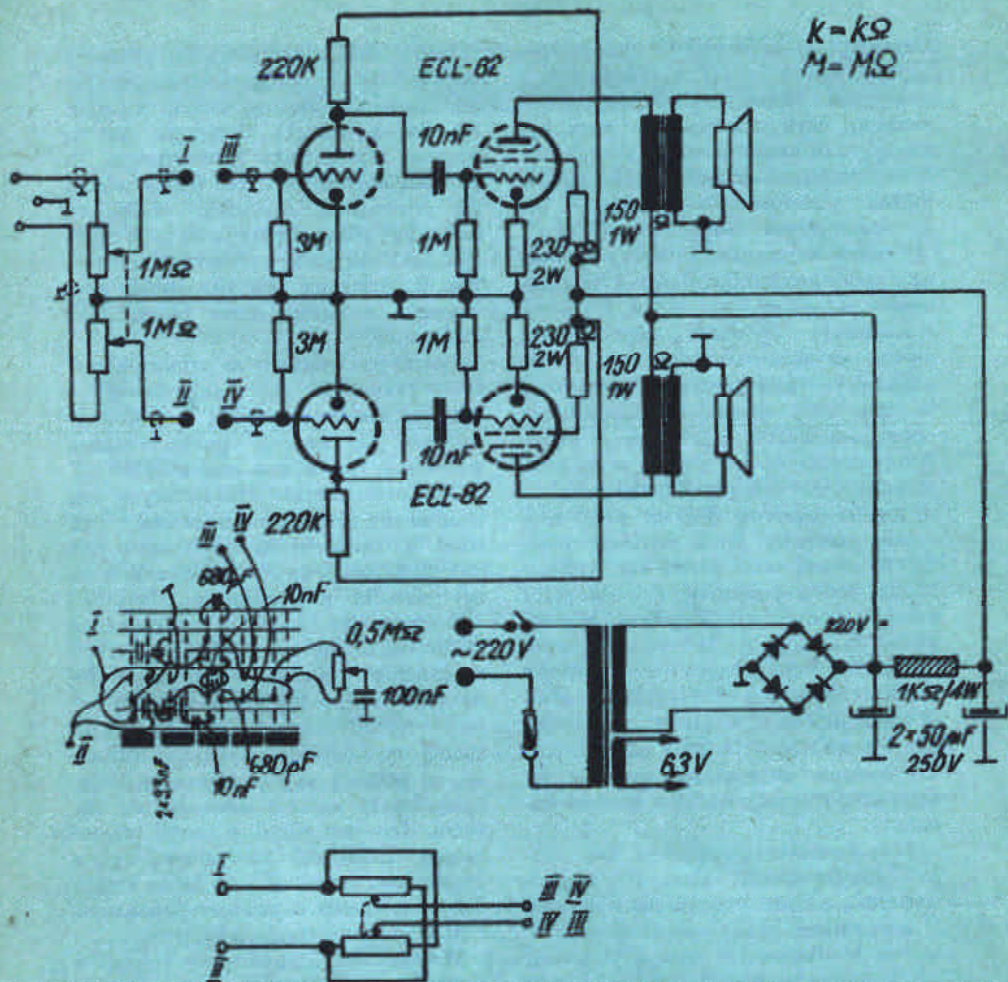 K = kΩ
M = MΩ
220K
ECL-82
10nF
I
III
1MΩ
3M
1M
230
2W
150
1W
Ω
1MΩ
3M
1M
230
2W
150
1W
Ω
II
IV
10nF
ECL-82
220K
III
IV
680pF
10nF
0,5MΩ
100nF
II
680pF
10nF
~220V
220V =
1KΩ/4W
2×50μF
250V
6,3V
I
III IV
IV III
II